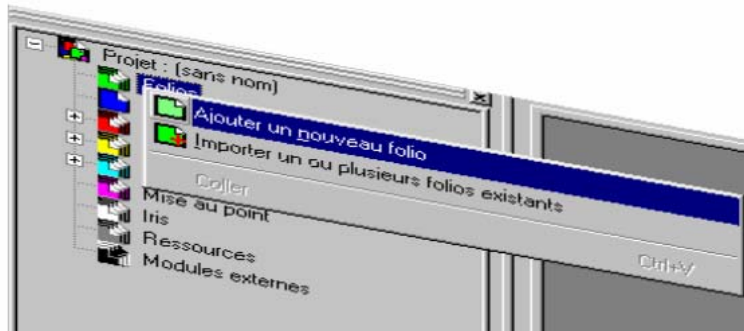 Projet : (sans nom)
Folios
Ajouter un nouveau folio
Importer un ou plusieurs folios existants
Coller Ctrl+V
Mise au point
Iris
Ressources
Modules externes